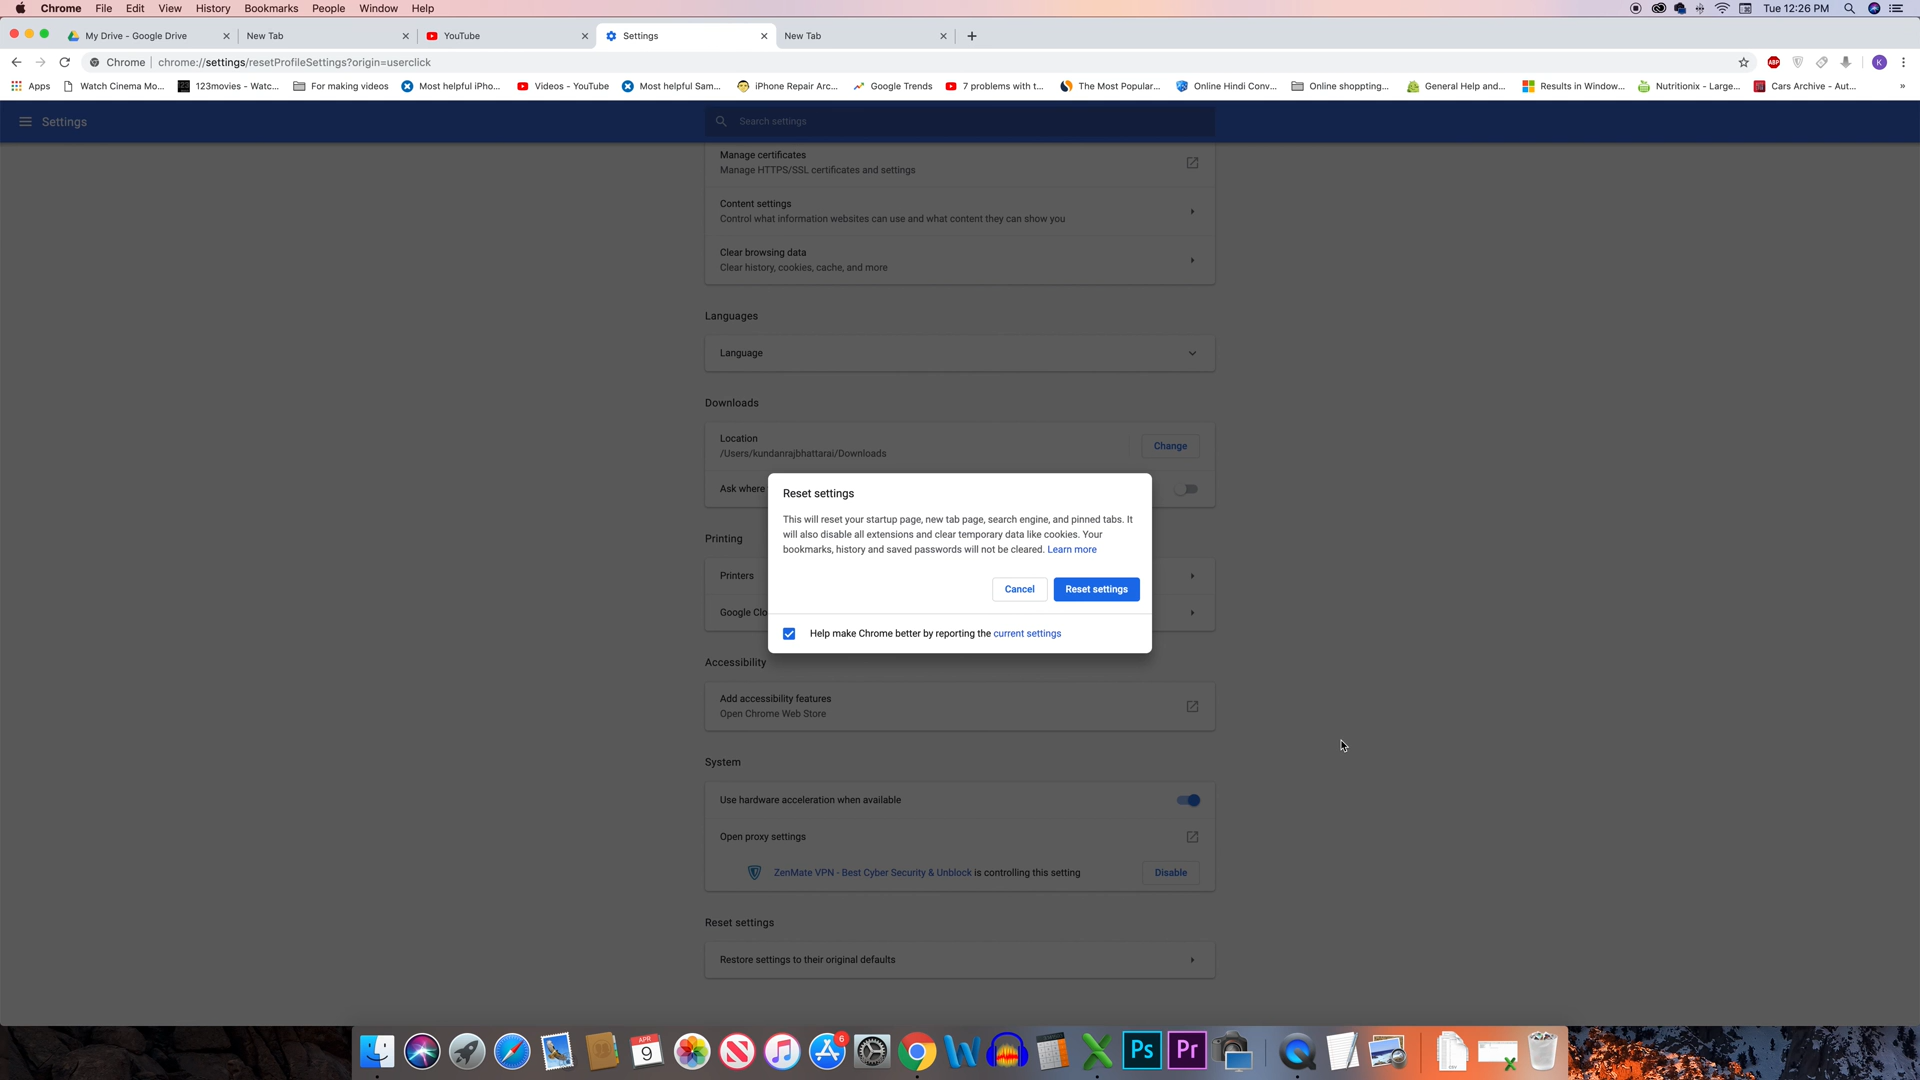 Chrome File Edit View History Bookmarks People Window Help Tue 12:26 PM
My Drive - Google Drive New Tab YouTube Settings New Tab
Chrome chrome://settings/resetProfileSettings?origin=userclick ABP K
Apps Watch Cinema Mo... 123movies - Watc... For making videos Most helpful iPho... Videos - YouTube Most helpful Sam... iPhone Repair Arc... Google Trends 7 problems with t... The Most Popular... Online Hindi Conv... Online shoppting... General Help and... Results in Window... Nutritionix - Large... Cars Archive - Aut... »
Settings Search settings
Manage certificates
Manage HTTPS/SSL certificates and settings
Content settings
Control what information websites can use and what content they can show you
Clear browsing data
Clear history, cookies, cache, and more
Languages
Language
Downloads
Location
/Users/kundanrajbhattarai/Downloads
Change
Ask where
Reset settings
This will reset your startup page, new tab page, search engine, and pinned tabs. It
will also disable all extensions and clear temporary data like cookies. Your
bookmarks, history and saved passwords will not be cleared. Learn more
Cancel Reset settings
Help make Chrome better by reporting the current settings
Printing
Printers
Google Clo
Accessibility
Add accessibility features
Open Chrome Web Store
System
Use hardware acceleration when available
Open proxy settings
ZenMate VPN - Best Cyber Security & Unblock is controlling this setting Disable
Reset settings
Restore settings to their original defaults
APR
9
6
Ps
Pr